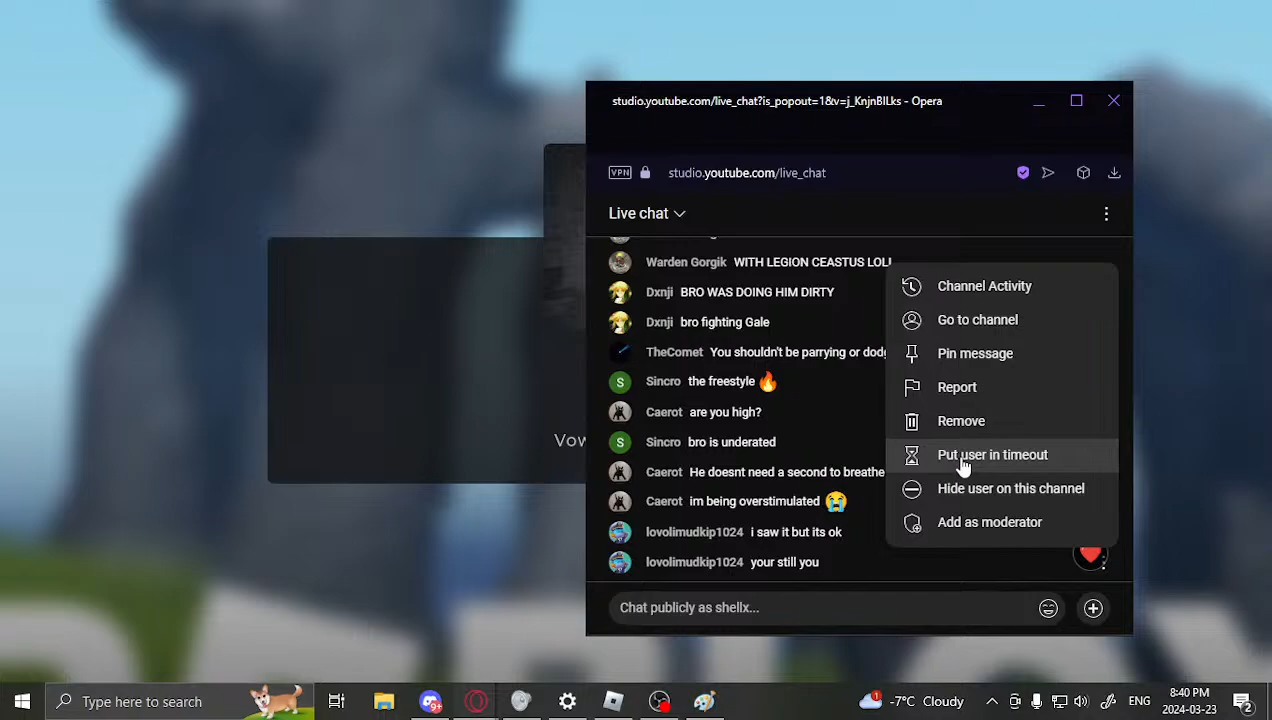 studio.youtube.com/live_chat?is_popout=1&v=j_KnjnBILks - Opera
VPN studio.youtube.com/live_chat
Live chat
Warden Gorgik WITH LEGION CEASTUS LOLL
Dxnji BRO WAS DOING HIM DIRTY
Dxnji bro fighting Gale
TheComet You shouldn't be parrying or dodg
S Sincro the freestyle 🔥
Caerot are you high?
S Sincro bro is underated
Caerot He doesnt need a second to breathe
Caerot im being overstimulated 😭
lovolimudkip1024 i saw it but its ok
lovolimudkip1024 your still you
Channel Activity
Go to channel
Pin message
Report
Remove
Put user in timeout
Hide user on this channel
Add as moderator
Chat publicly as shellx...
Vow
Type here to search
9+
1
-7°C Cloudy
ENG
8:40 PM
2024-03-23
2